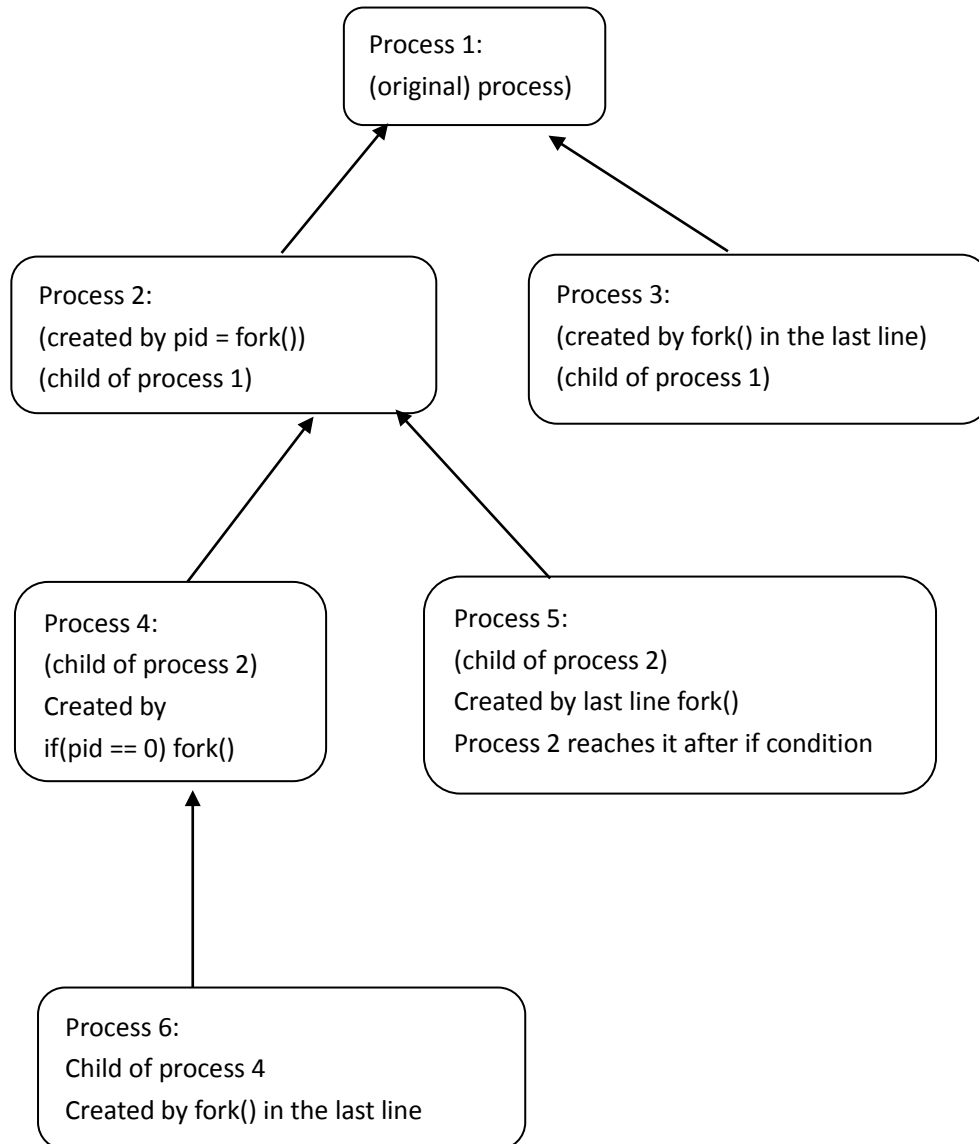 Process 1:
(original) process)
Process 2:
(created by pid = fork())
(child of process 1)
Process 3:
(created by fork() in the last line)
(child of process 1)
Process 4:
(child of process 2)
Created by
if(pid == 0) fork()
Process 5:
(child of process 2)
Created by last line fork()
Process 2 reaches it after if condition
Process 6:
Child of process 4
Created by fork() in the last line